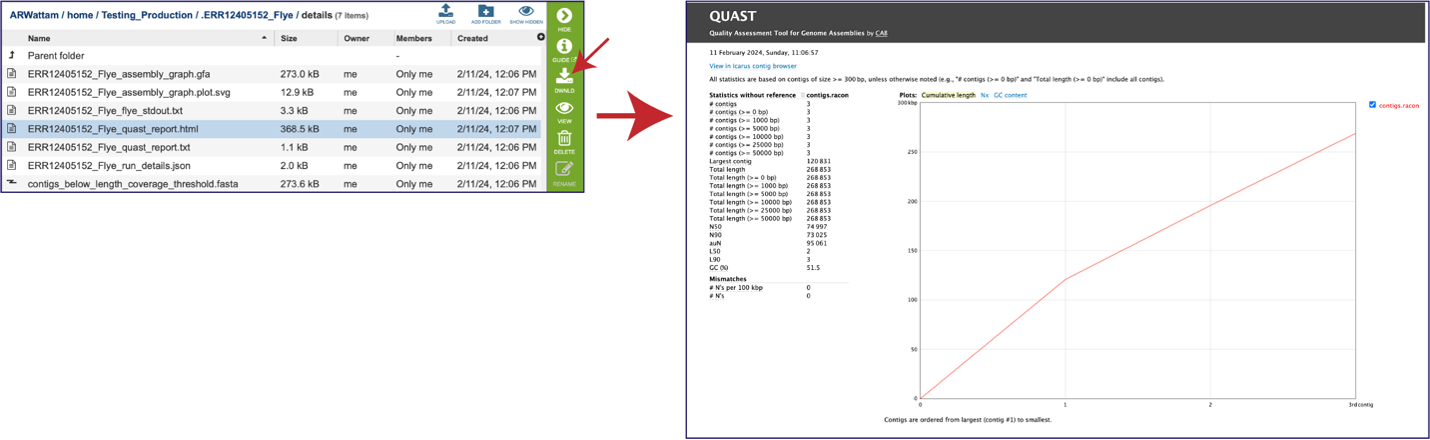 ARWattam / home / Testing_Production / .ERR12405152_Flye / details (7 items)
UPLOAD
ADD FOLDER
SHOW HIDDEN
Name Size Owner Members Created
Parent folder -
ERR12405152_Flye_assembly_graph.gfa 273.0 kB me Only me 2/11/24, 12:06 PM
ERR12405152_Flye_assembly_graph.plot.svg 12.9 kB me Only me 2/11/24, 12:07 PM
ERR12405152_Flye_flye_stdout.txt 3.3 kB me Only me 2/11/24, 12:06 PM
ERR12405152_Flye_quast_report.html 368.5 kB me Only me 2/11/24, 12:07 PM
ERR12405152_Flye_quast_report.txt 1.1 kB me Only me 2/11/24, 12:06 PM
ERR12405152_Flye_run_details.json 2.0 kB me Only me 2/11/24, 12:06 PM
contigs_below_length_coverage_threshold.fasta 273.6 kB me Only me 2/11/24, 12:06 PM
HIDE
GUIDE
DWNLD
VIEW
DELETE
RENAME
QUAST
Quality Assessment Tool for Genome Assemblies by CAB
11 February 2024, Sunday, 11:06:57
View in Icarus contig browser
All statistics are based on contigs of size >= 300 bp, unless otherwise noted (e.g., "# contigs (>= 0 bp)" and "Total length (>= 0 bp)" include all contigs).
Statistics without reference contigs.racon
# contigs 3
# contigs (>= 0 bp) 3
# contigs (>= 1000 bp) 3
# contigs (>= 5000 bp) 3
# contigs (>= 10000 bp) 3
# contigs (>= 25000 bp) 3
# contigs (>= 50000 bp) 3
Largest contig 120 831
Total length 268 853
Total length (>= 0 bp) 268 853
Total length (>= 1000 bp) 268 853
Total length (>= 5000 bp) 268 853
Total length (>= 10000 bp) 268 853
Total length (>= 25000 bp) 268 853
Total length (>= 50000 bp) 268 853
N50 74 997
N90 73 025
auN 95 061
L50 2
L90 3
GC (%) 51.5
Mismatches
# N's per 100 kbp 0
# N's 0
Plots: Cumulative length Nx GC content
300 kbp
250
200
150
100
50
0
0 1 2 3rd contig
contigs.racon
Contigs are ordered from largest (contig #1) to smallest.